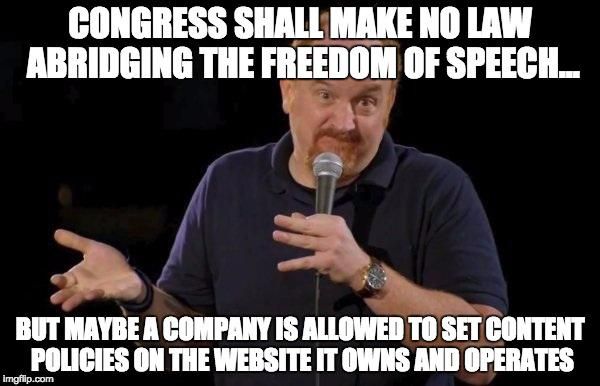 CONGRESS SHALL MAKE NO LAW
ABRIDGING THE FREEDOM OF SPEECH...
BUT MAYBE A COMPANY IS ALLOWED TO SET CONTENT
POLICIES ON THE WEBSITE IT OWNS AND OPERATES
imgflip.com